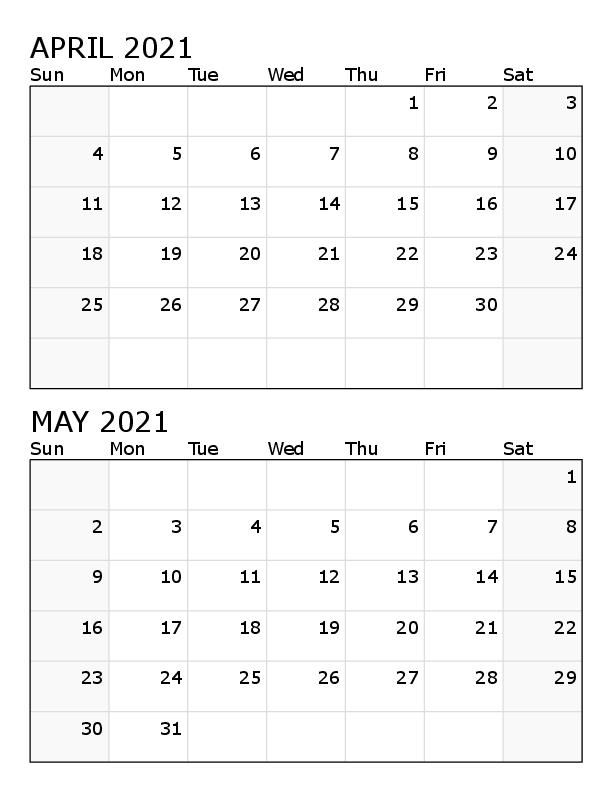 APRIL 2021
Sun Mon Tue Wed Thu Fri Sat
1 2 3
4 5 6 7 8 9 10
11 12 13 14 15 16 17
18 19 20 21 22 23 24
25 26 27 28 29 30
MAY 2021
Sun Mon Tue Wed Thu Fri Sat
1
2 3 4 5 6 7 8
9 10 11 12 13 14 15
16 17 18 19 20 21 22
23 24 25 26 27 28 29
30 31